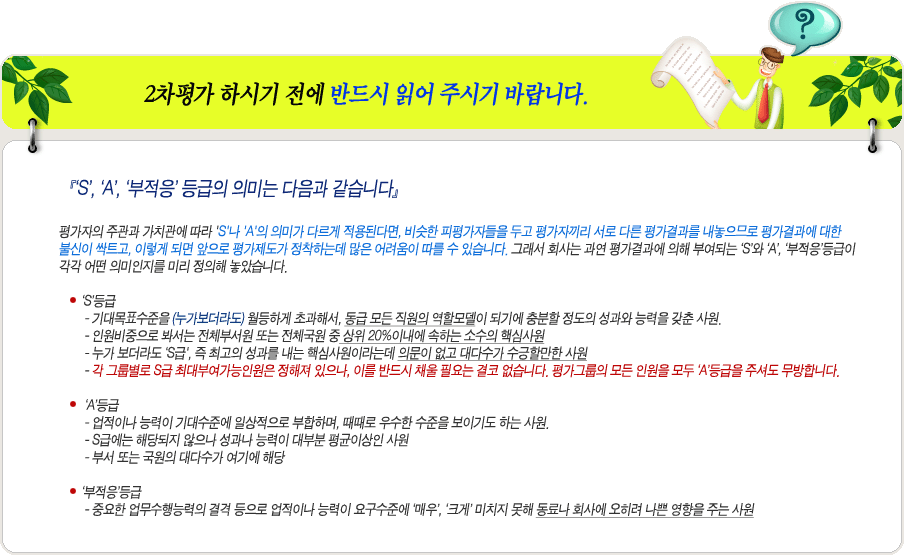 2차평가 하시기 전에 반드시 읽어 주시기 바랍니다.
?
『‘S’, ‘A’, ‘부적응’ 등급의 의미는 다음과 같습니다』
평가자의 주관과 가치관에 따라 ‘S’나 ‘A’의 의미가 다르게 적용된다면, 비슷한 피평가자들을 두고 평가자끼리 서로 다른 평가결과를 내놓으므로 평가결과에 대한
불신이 싹트고, 이렇게 되면 앞으로 평가제도가 정착하는데 많은 어려움이 따를 수 있습니다. 그래서 회사는 과연 평가결과에 의해 부여되는 ‘S’와 ‘A’, ‘부적응’등급이
각각 어떤 의미인지를 미리 정의해 놓았습니다.
• ‘S’등급
- 기대목표수준을 (누가보더라도) 월등하게 초과해서, 동급 모든 직원의 역할모델이 되기에 충분할 정도의 성과와 능력을 갖춘 사원.
- 인원비중으로 봐서는 전체부서원 또는 전체국원 중 상위 20%이내에 속하는 소수의 핵심사원
- 누가 보더라도 ‘S급’, 즉 최고의 성과를 내는 핵심사원이라는데 의문이 없고 대다수가 수긍할만한 사원
- 각 그룹별로 S급 최대부여가능인원은 정해져 있으나, 이를 반드시 채울 필요는 결코 없습니다. 평가그룹의 모든 인원을 모두 ‘A’등급을 주셔도 무방합니다.
• ‘A’등급
- 업적이나 능력이 기대수준에 일상적으로 부합하며, 때때로 우수한 수준을 보이기도 하는 사원.
- S급에는 해당되지 않으나 성과나 능력이 대부분 평균이상인 사원
- 부서 또는 국원의 대다수가 여기에 해당
• ‘부적응’등급
- 중요한 업무수행능력의 결격 등으로 업적이나 능력이 요구수준에 ‘매우’, ‘크게’ 미치지 못해 동료나 회사에 오히려 나쁜 영향을 주는 사원